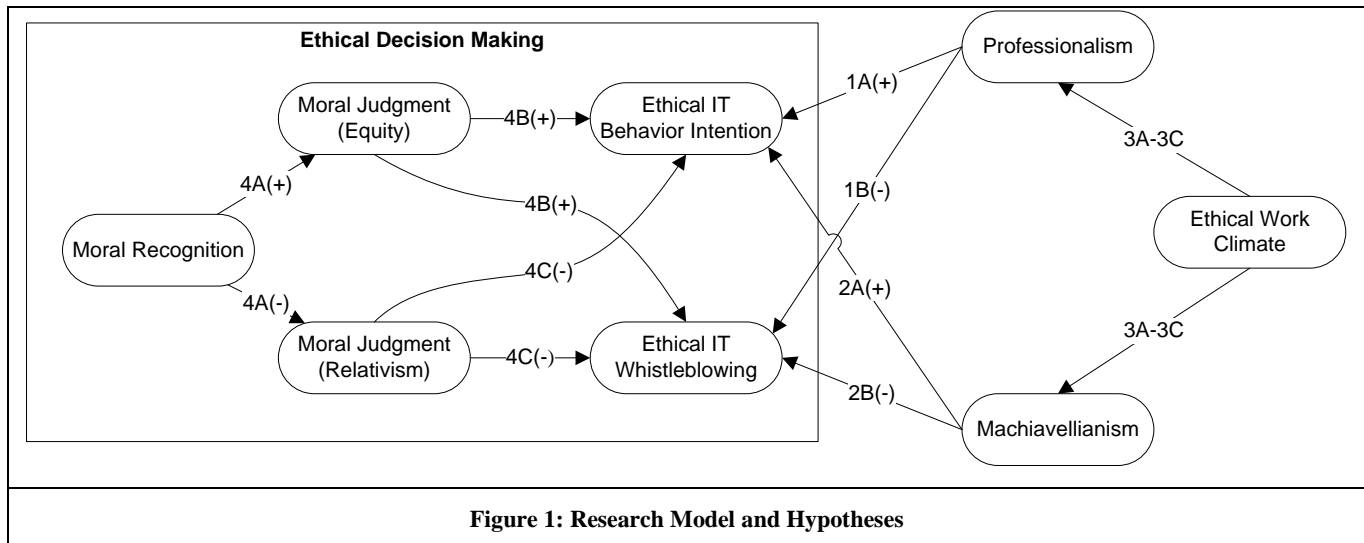 Ethical Decision Making
Professionalism
1A(+)
Moral Judgment
(Equity)
4B(+)
Ethical IT
Behavior Intention
3A-3C
4A(+)
4B(+)
1B(-)
Moral Recognition
Ethical Work
Climate
4C(-)
2A(+)
4A(-)
3A-3C
Moral Judgment
(Relativism)
4C(-)
Ethical IT
Whistleblowing
2B(-)
Machiavellianism
Figure 1: Research Model and Hypotheses